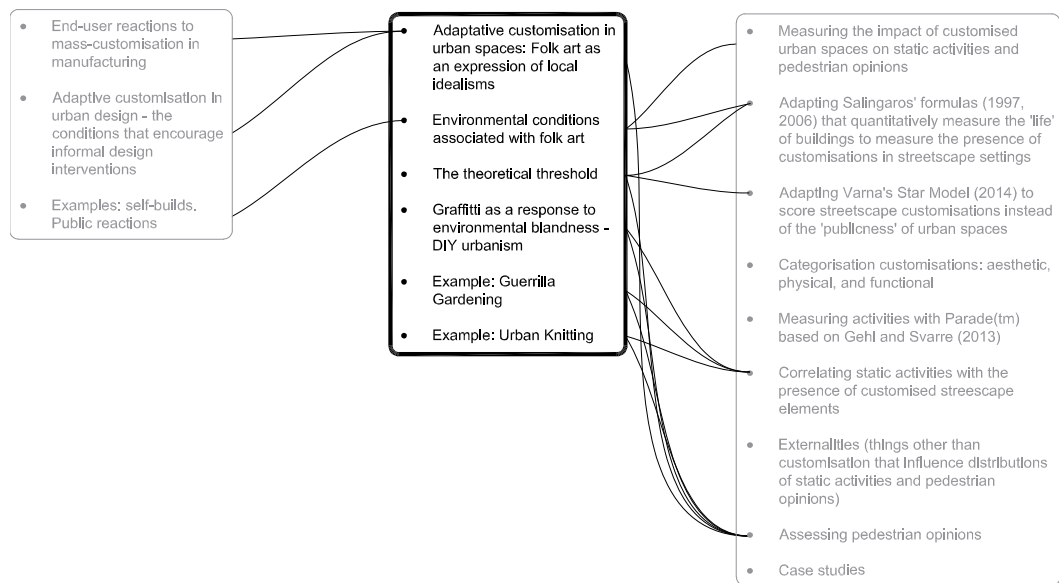 End-user reactions to
mass-customisation in
manufacturing
Adaptive customisation in
urban design - the
conditions that encourage
informal design
interventions
Examples: self-builds.
Public reactions
Adaptative customisation in
urban spaces: Folk art as
an expression of local
idealisms
Environmental conditions
associated with folk art
The theoretical threshold
Graffitti as a response to
environmental blandness -
DIY urbanism
Example: Guerrilla
Gardening
Example: Urban Knitting
Measuring the impact of customised
urban spaces on static activities and
pedestrian opinions
Adapting Salingaros' formulas (1997,
2006) that quantitatively measure the 'life'
of buildings to measure the presence of
customisations in streetscape settings
Adapting Varna's Star Model (2014) to
score streetscape customisations instead
of the 'publicness' of urban spaces
Categorisation customisations: aesthetic,
physical, and functional
Measuring activities with Parade(tm)
based on Gehl and Svarre (2013)
Correlating static activities with the
presence of customised streescape
elements
Externalities (things other than
customisation that influence distributions
of static activities and pedestrian
opinions)
Assessing pedestrian opinions
Case studies